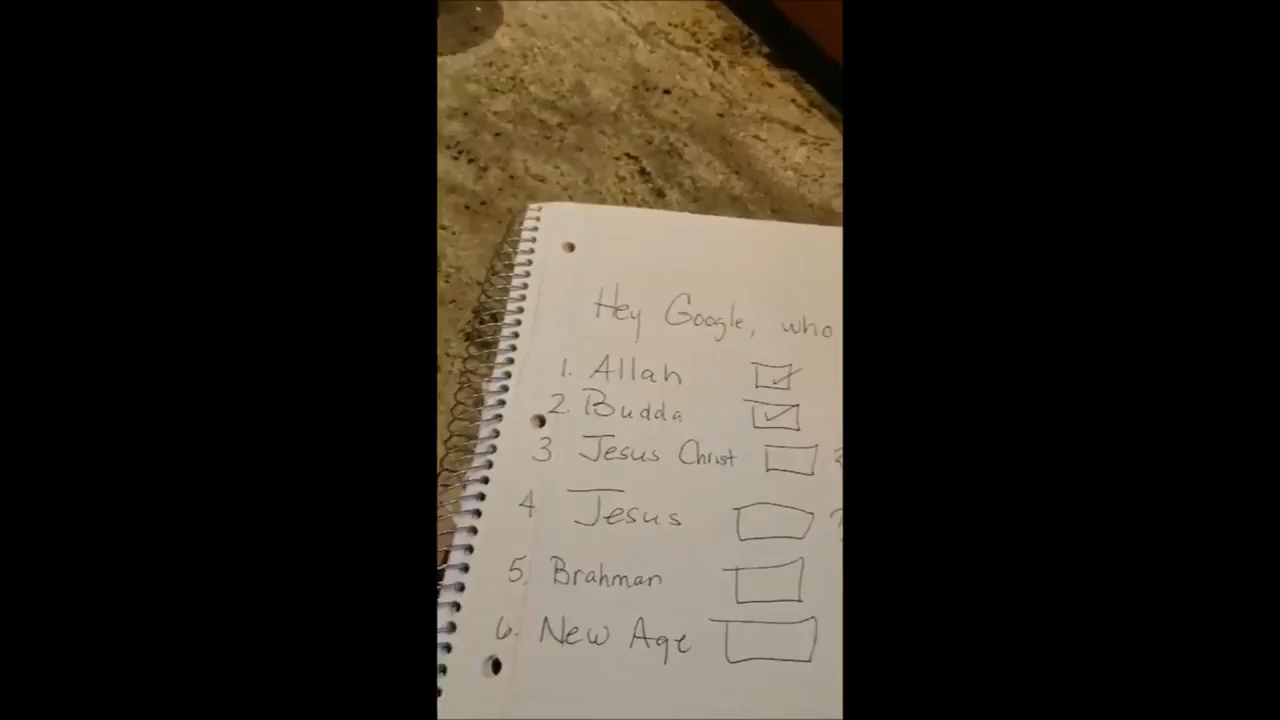 Hey Google, who
1. Allah ☑
2. Budda ☑
3 Jesus Christ ☐
4. Jesus ☐
5. Brahman ☐
6. New Age ☐